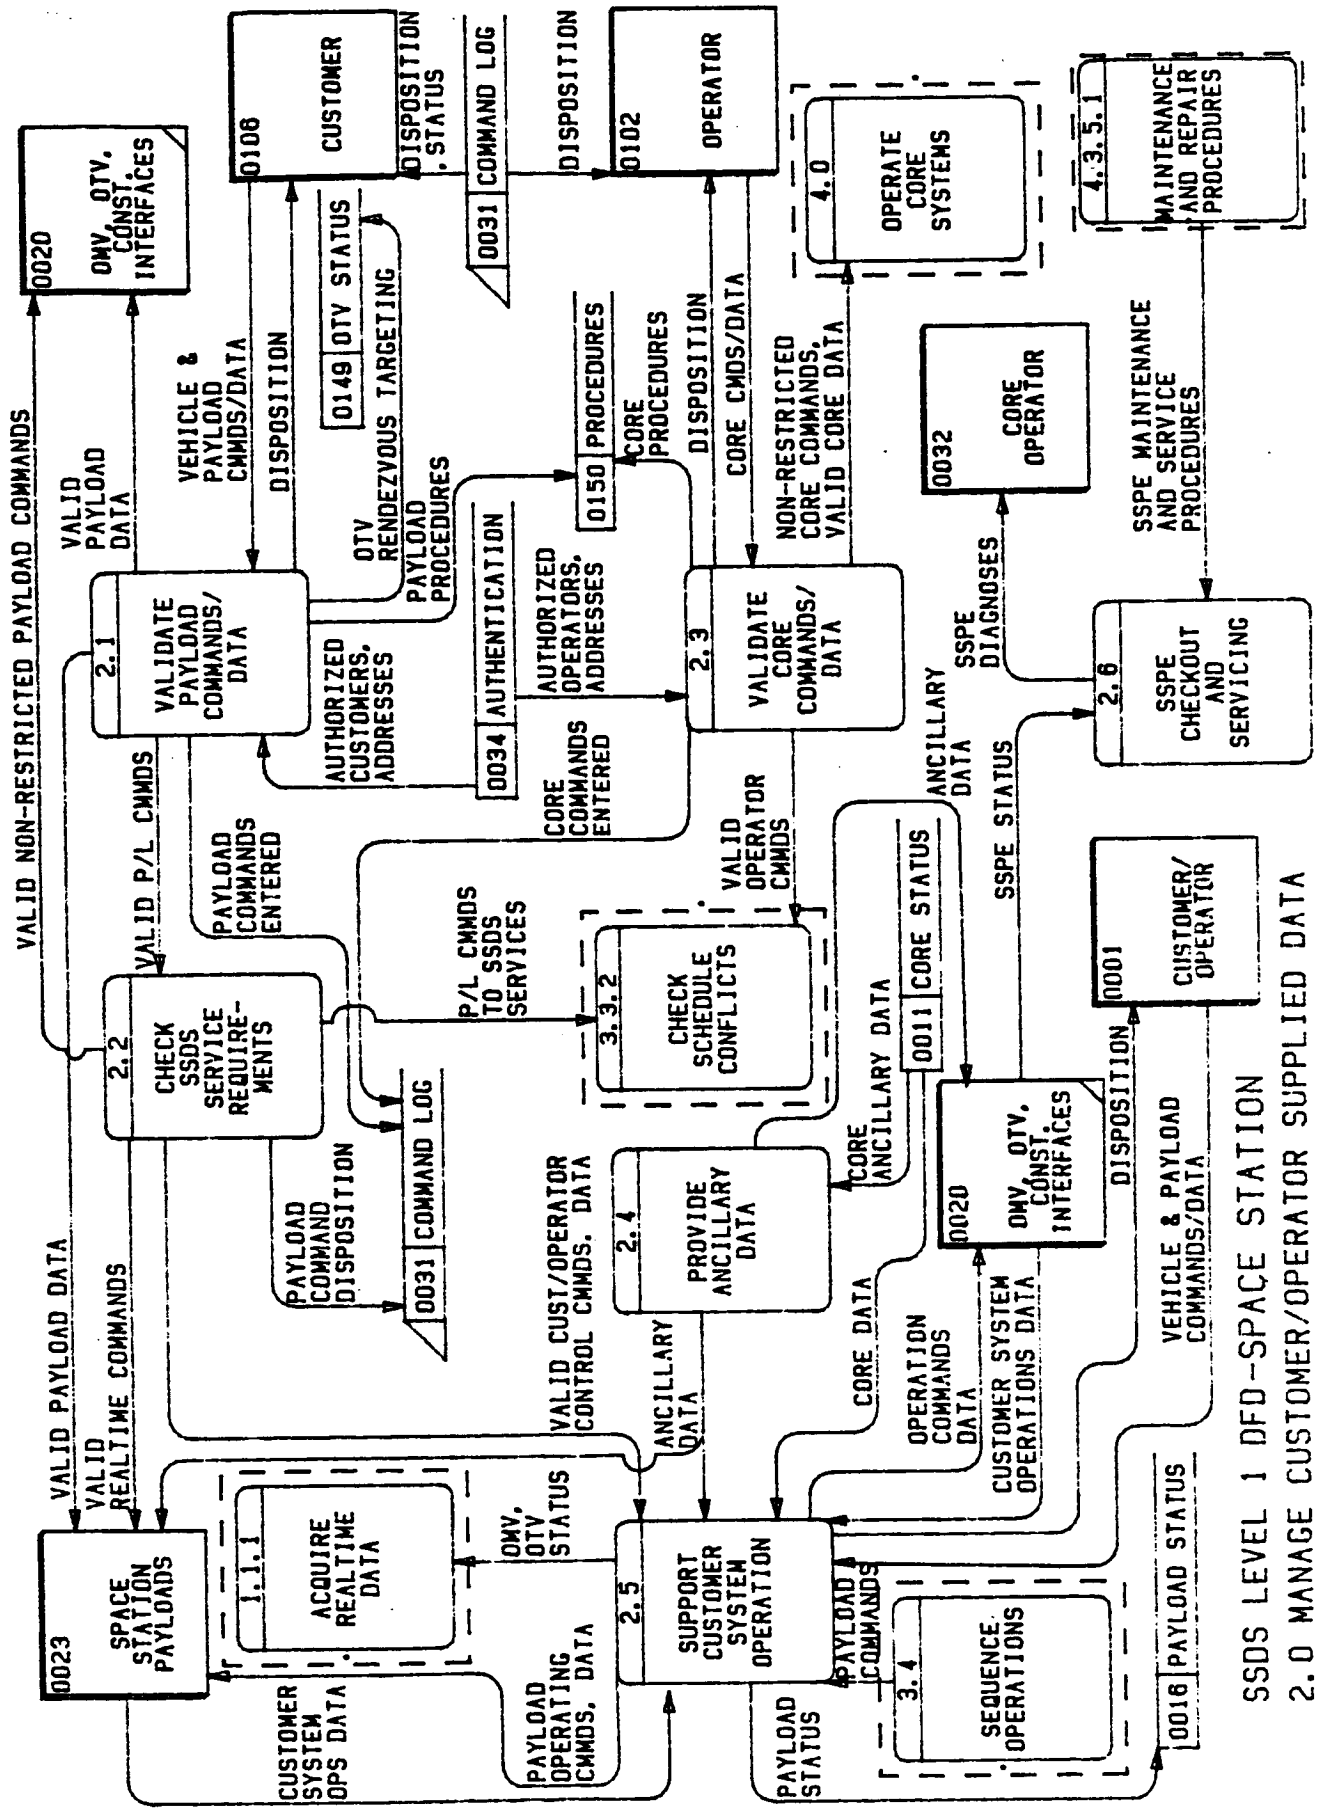 0023
SPACE
STATION
PAYLOADS
VALID PAYLOAD DATA
VALID
REALTIME COMMANDS
2.2
CHECK
SSDS
SERVICE
REQUIRE-
MENTS
VALID NON-RESTRICTED PAYLOAD COMMANDS
VALID P/L CMMDS
PAYLOAD
COMMANDS
ENTERED
2.1
VALIDATE
PAYLOAD
COMMANDS/
DATA
VALID
PAYLOAD
DATA
0020
OMV, OTV,
CONST.
INTERFACES
VEHICLE &
PAYLOAD
CMMDS/DATA
DISPOSITION
0108
CUSTOMER
0149 OTV STATUS
OTV
RENDEZVOUS TARGETING
PAYLOAD
PROCEDURES
DISPOSITION
STATUS
0031 COMMAND LOG
DISPOSITION
0102
OPERATOR
CUSTOMER
SYSTEM
OPS DATA
1.1.1
ACQUIRE
REALTIME
DATA
PAYLOAD
COMMAND
DISPOSITION
0031 COMMAND LOG
AUTHORIZED
CUSTOMERS,
ADDRESSES
0034 AUTHENTICATION
AUTHORIZED
OPERATORS,
ADDRESSES
CORE
COMMANDS
ENTERED
0150 PROCEDURES
CORE
PROCEDURES
PAYLOAD
OPERATING
CMMDS, DATA
OMV,
OTV
STATUS
VALID CUST/OPERATOR
CONTROL CMMDS, DATA
P/L CMMDS
TO SSDS
SERVICES
3.3.2
CHECK
SCHEDULE
CONFLICTS
VALID
OPERATOR
CMMDS
2.3
VALIDATE
CORE
COMMANDS/
DATA
DISPOSITION
CORE CMDS/DATA
NON-RESTRICTED
CORE COMMANDS,
VALID CORE DATA
4.0
OPERATE
CORE
SYSTEMS
2.5
SUPPORT
CUSTOMER
SYSTEM
OPERATION
ANCILLARY
DATA
2.4
PROVIDE
ANCILLARY
DATA
CORE
ANCILLARY DATA
0011 CORE STATUS
ANCILLARY
DATA
CORE DATA
OPERATION
COMMANDS
DATA
CUSTOMER SYSTEM
OPERATIONS DATA
0020
OMV, OTV,
CONST.
INTERFACES
SSPE STATUS
SSPE
DIAGNOSES
0032
CORE
OPERATOR
2.6
SSPE
CHECKOUT
AND
SERVICING
SSPE MAINTENANCE
AND SERVICE
PROCEDURES
4.3.5.1
MAINTENANCE
AND REPAIR
PROCEDURES
PAYLOAD
STATUS
PAYLOAD
COMMANDS
3.4
SEQUENCE
OPERATIONS
0016 PAYLOAD STATUS
DISPOSITION
VEHICLE & PAYLOAD
COMMANDS/DATA
0001
CUSTOMER/
OPERATOR
SSDS LEVEL 1 DFD-SPACE STATION
2.0 MANAGE CUSTOMER/OPERATOR SUPPLIED DATA